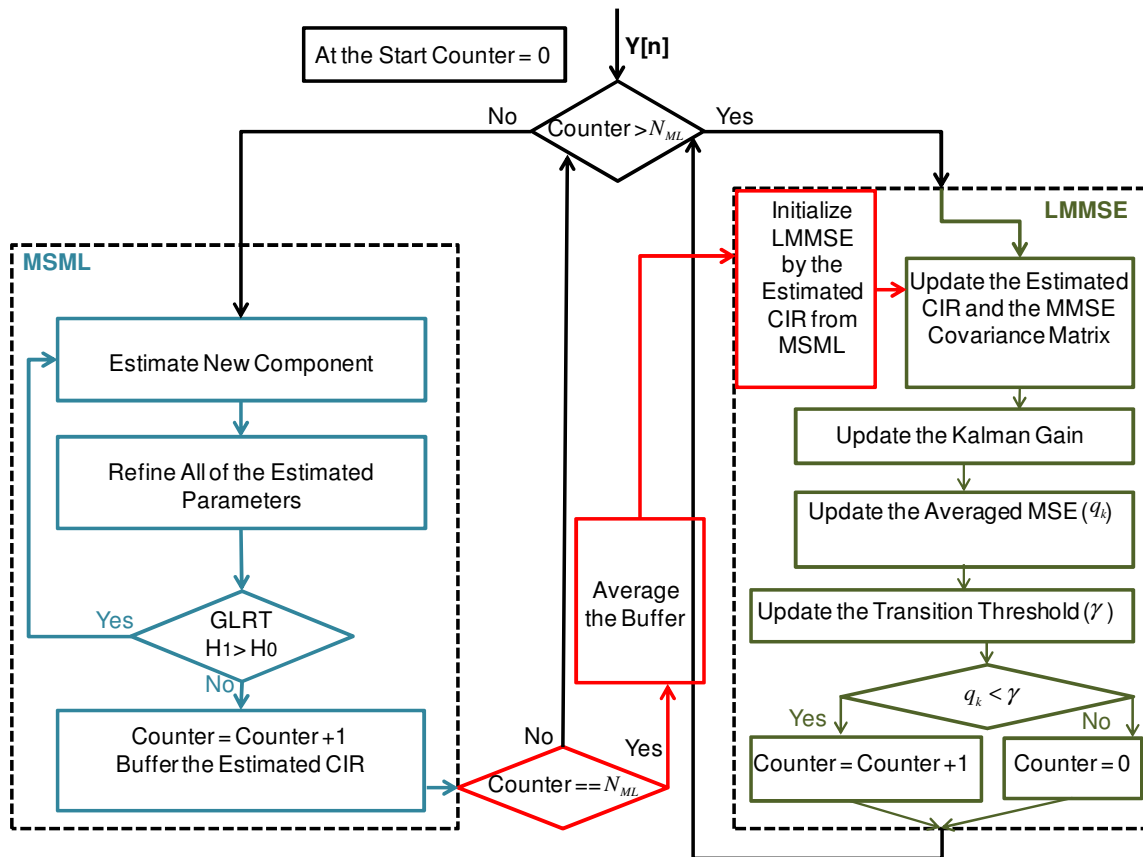 At the Start Counter = 0
Y[n]
Counter > N_ML
No
Yes
MSML
Estimate New Component
Refine All of the Estimated
Parameters
GLRT
H1 > H0
Yes
No
Counter = Counter +1
Buffer the Estimated CIR
Counter == N_ML
No
Yes
Average
the Buffer
LMMSE
Initialize
LMMSE
by the
Estimated
CIR from
MSML
Update the Estimated
CIR and the MMSE
Covariance Matrix
Update the Kalman Gain
Update the Averaged MSE (q_k)
Update the Transition Threshold (γ)
q_k < γ
Yes
No
Counter = Counter +1
Counter = 0